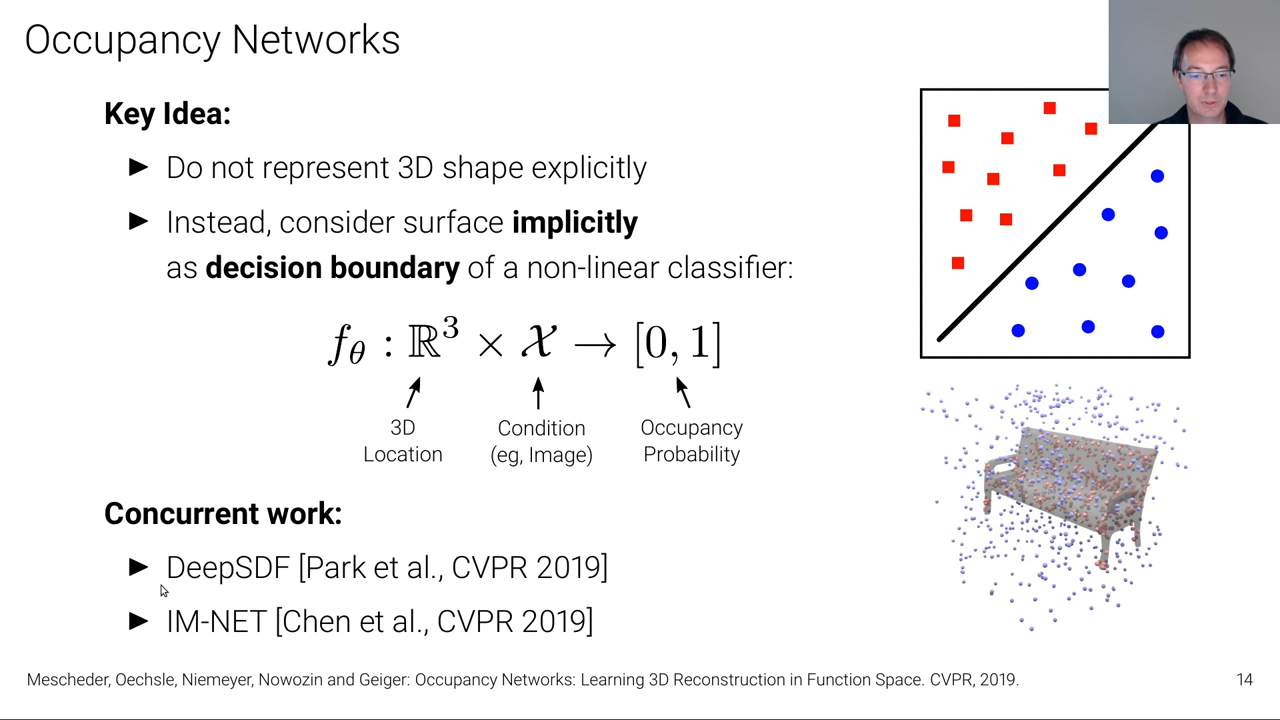 Occupancy Networks
Key Idea:
► Do not represent 3D shape explicitly
► Instead, consider surface implicitly
as decision boundary of a non-linear classifier:
f_θ : ℝ³ × 𝒳 → [0, 1]
3D Location
Condition (eg, Image)
Occupancy Probability
Concurrent work:
► DeepSDF [Park et al., CVPR 2019]
► IM-NET [Chen et al., CVPR 2019]
Mescheder, Oechsle, Niemeyer, Nowozin and Geiger: Occupancy Networks: Learning 3D Reconstruction in Function Space. CVPR, 2019.
14